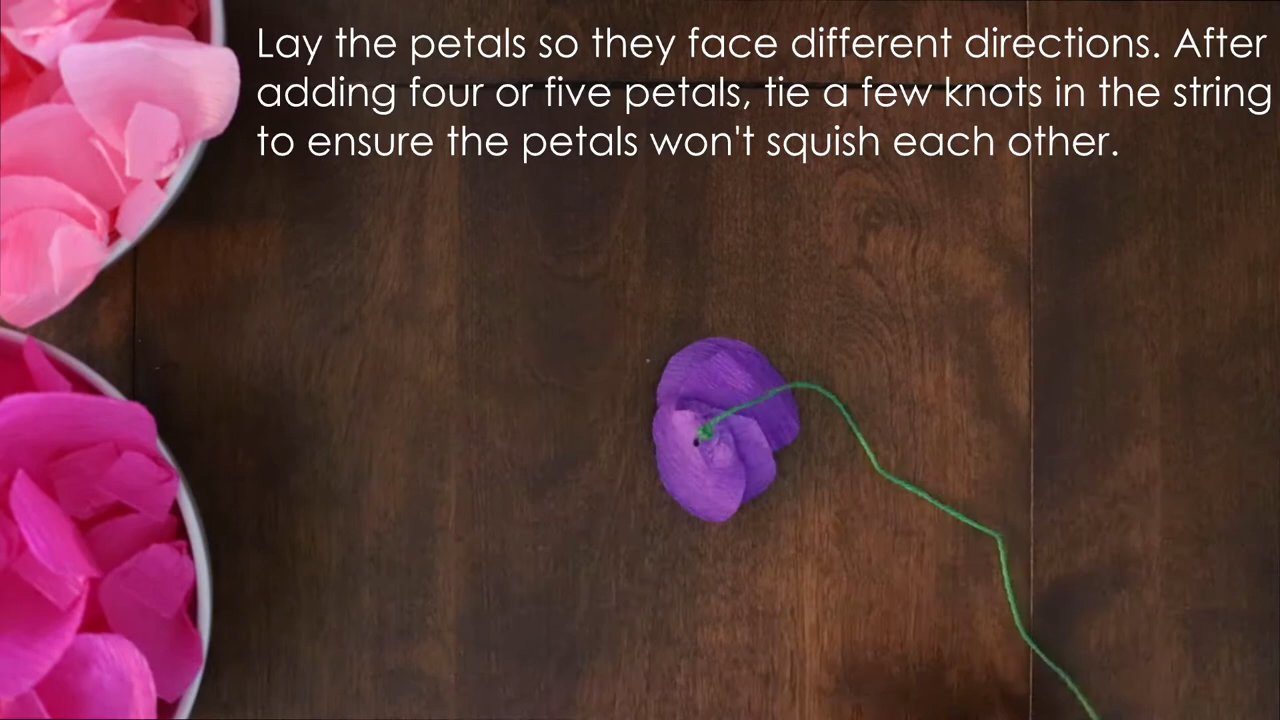 Lay the petals so they face different directions. After
adding four or five petals, tie a few knots in the string
to ensure the petals won't squish each other.